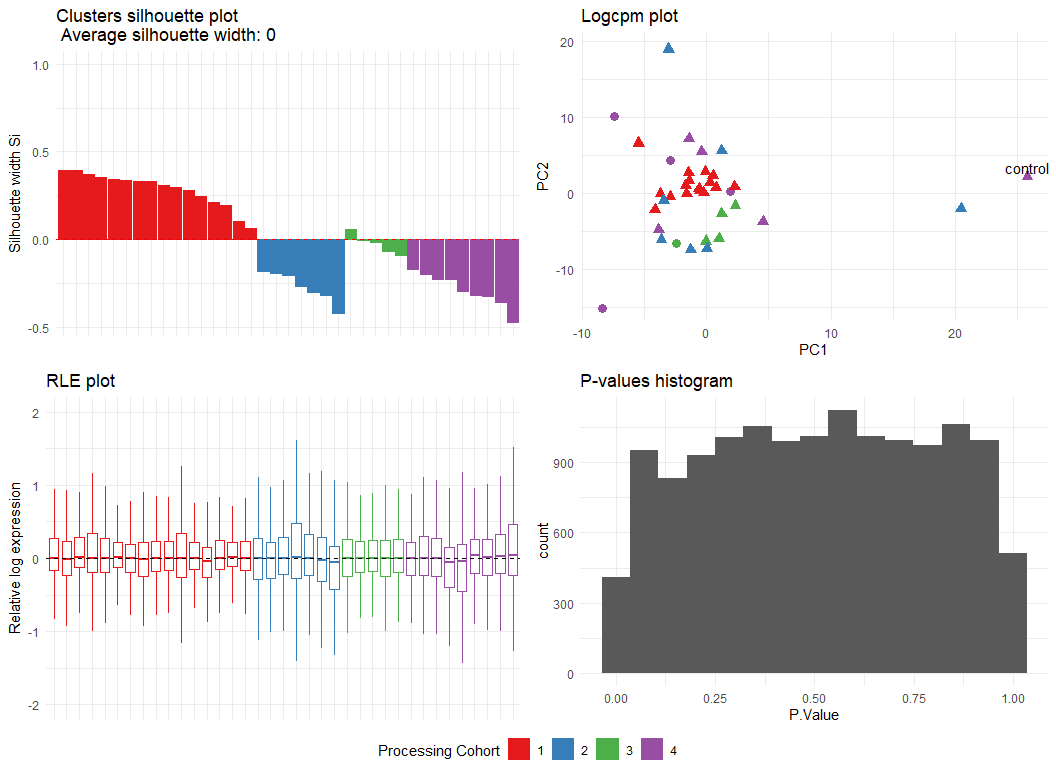 Clusters silhouette plot
Average silhouette width: 0
Silhouette width Si
1.0
0.5
0.0
-0.5
Logcpm plot
PC2
20
10
0
-10
control
-10
0
10
20
PC1
RLE plot
Relative log expression
2
1
0
-1
-2
P-values histogram
count
900
600
300
0
0.00
0.25
0.50
0.75
1.00
P.Value
Processing Cohort 1 2 3 4